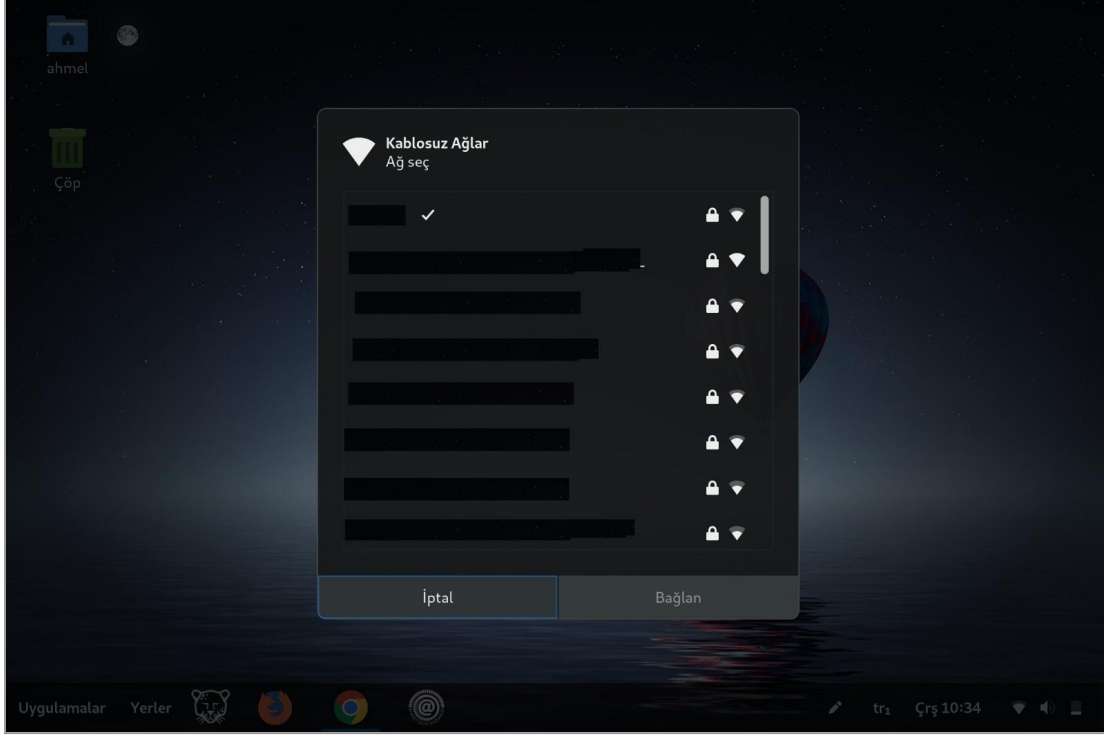 ahmel
Çöp
Kablosuz Ağlar
Ağ seç
İptal
Bağlan
Uygulamalar Yerler tr₁ Çrş 10:34